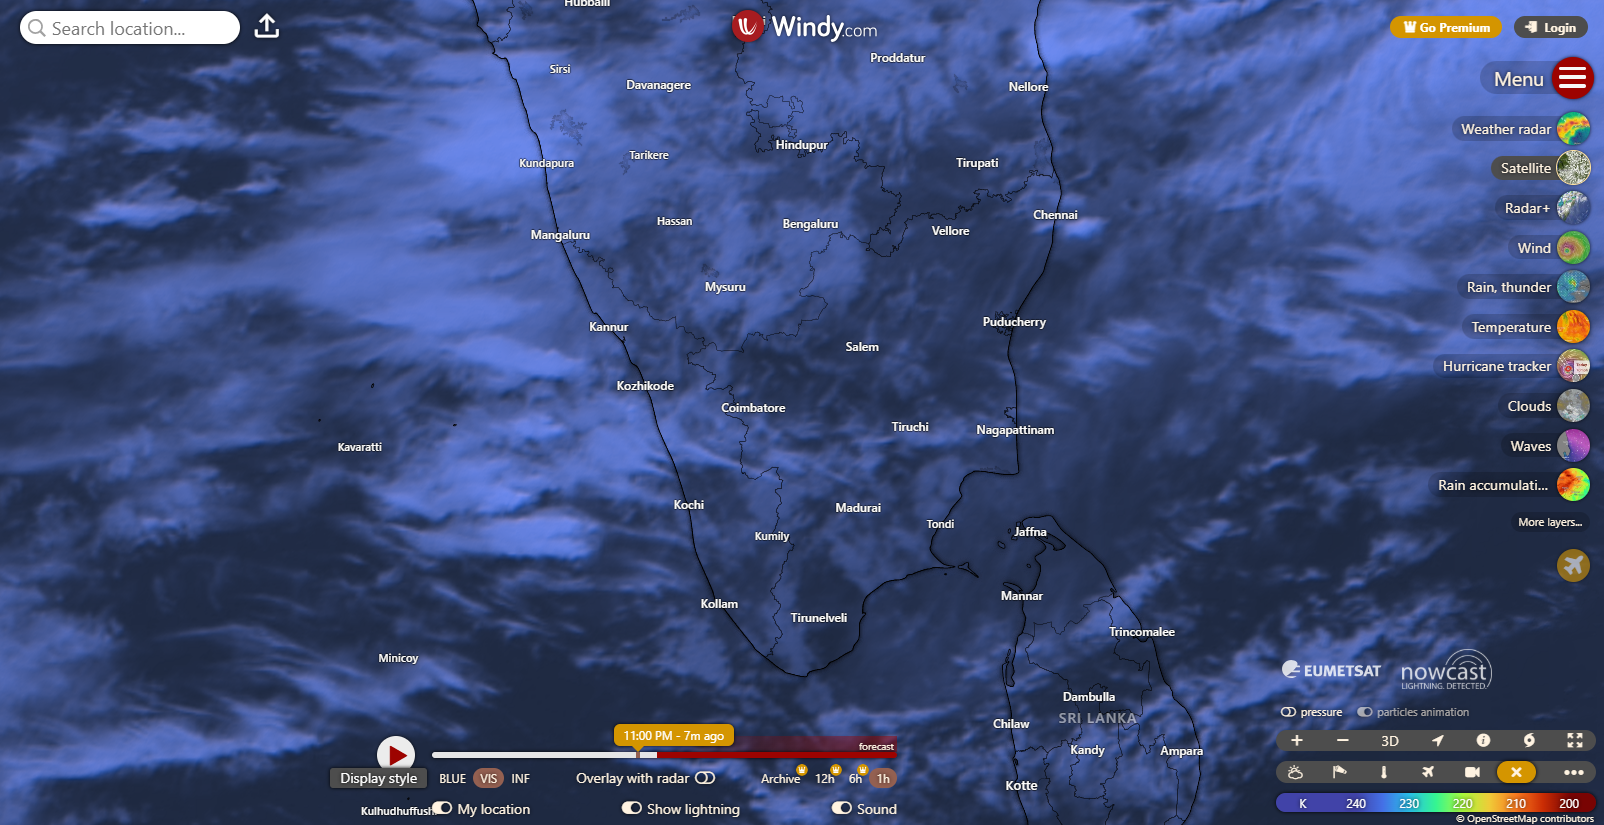 Hubballi
Search location...
Windy.com
Go Premium
Login
Proddatur
Sirsi
Davanagere
Nellore
Menu
Weather radar
Hindupur
Kundapura
Tarikere
Tirupati
Satellite
Radar+
Hassan
Bengaluru
Chennai
Mangaluru
Vellore
Wind
Mysuru
Rain, thunder
Kannur
Puducherry
Temperature
Salem
Hurricane tracker
Kozhikode
Coimbatore
Clouds
Tiruchi
Nagapattinam
Kavaratti
Waves
Rain accumulati...
Kochi
Madurai
Tondi
Jaffna
More layers...
Kumily
Mannar
Kollam
Tirunelveli
Trincomalee
Minicoy
EUMETSAT
nowcast
LIGHTNING. DETECTED.
Dambulla
pressure
particles animation
SRI LANKA
Chilaw
11:00 PM - 7m ago
forecast
3D
Kandy
Ampara
Display style
BLUE
VIS
INF
Overlay with radar
Archive
12h
6h
1h
Kotte
K
240
230
220
210
200
Kulhudhuffushi
My location
Show lightning
Sound
© OpenStreetMap contributors